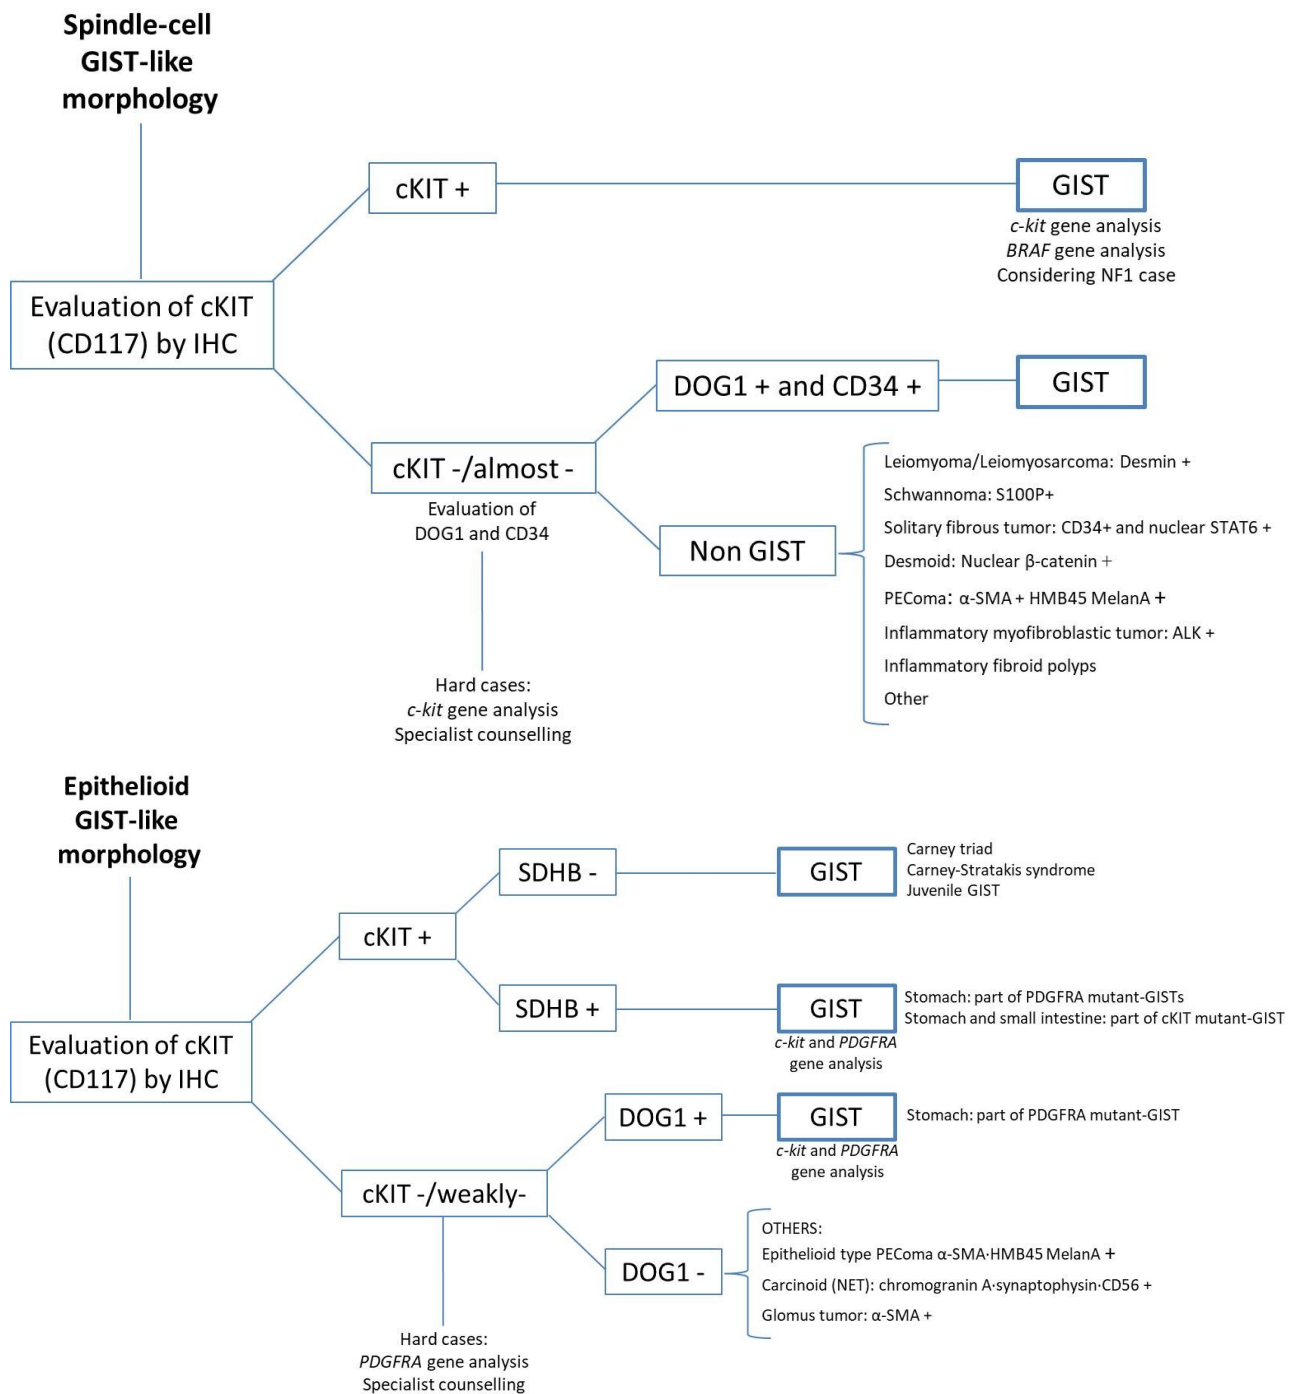 Spindle-cell
GIST-like
morphology
cKIT +
GIST
c-kit gene analysis
BRAF gene analysis
Considering NF1 case
Evaluation of cKIT
(CD117) by IHC
DOG1 + and CD34 +
GIST
cKIT -/almost -
Evaluation of
DOG1 and CD34
Non GIST
Leiomyoma/Leiomyosarcoma: Desmin +
Schwannoma: S100P+
Solitary fibrous tumor: CD34+ and nuclear STAT6 +
Desmoid: Nuclear β-catenin +
PEComa: α-SMA + HMB45 MelanA +
Inflammatory myofibroblastic tumor: ALK +
Inflammatory fibroid polyps
Other
Hard cases:
c-kit gene analysis
Specialist counselling
Epithelioid
GIST-like
morphology
SDHB -
GIST
Carney triad
Carney-Stratakis syndrome
Juvenile GIST
cKIT +
SDHB +
GIST
Stomach: part of PDGFRA mutant-GISTs
Stomach and small intestine: part of cKIT mutant-GIST
c-kit and PDGFRA
gene analysis
Evaluation of cKIT
(CD117) by IHC
DOG1 +
GIST
Stomach: part of PDGFRA mutant-GIST
c-kit and PDGFRA
gene analysis
cKIT -/weakly-
DOG1 -
OTHERS:
Epithelioid type PEComa α-SMA·HMB45 MelanA +
Carcinoid (NET): chromogranin A·synaptophysin·CD56 +
Glomus tumor: α-SMA +
Hard cases:
PDGFRA gene analysis
Specialist counselling